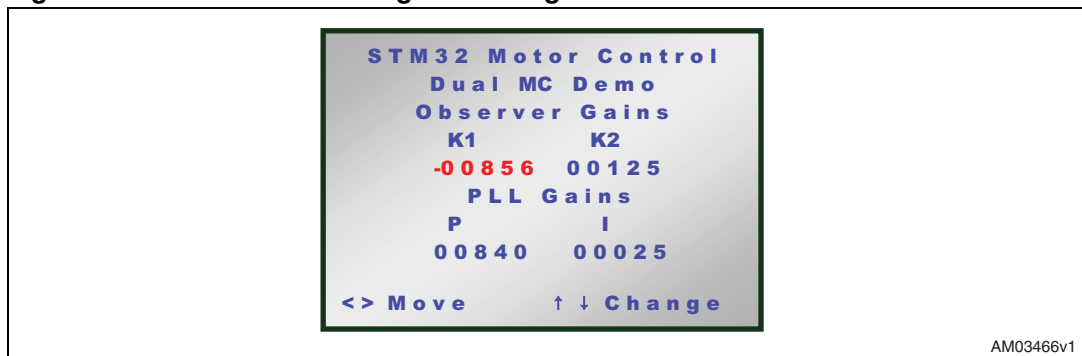 STM32 Motor Control
Dual MC Demo
Observer Gains
K1 K2
-00856 00125
PLL Gains
P I
00840 00025
<> Move ↑ ↓ Change
AM03466v1